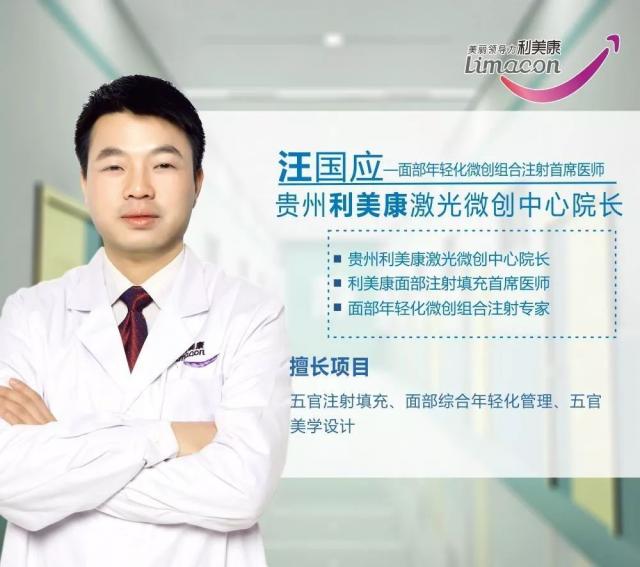 美丽领导力利美康
Limacon
汪国应—面部年轻化微创组合注射首席医师
贵州利美康激光微创中心院长
■ 贵州利美康激光微创中心院长
■ 利美康面部注射填充首席医师
■ 面部年轻化微创组合注射专家
美康
Limacon
擅长项目
五官注射填充、面部综合年轻化管理、五官
美学设计